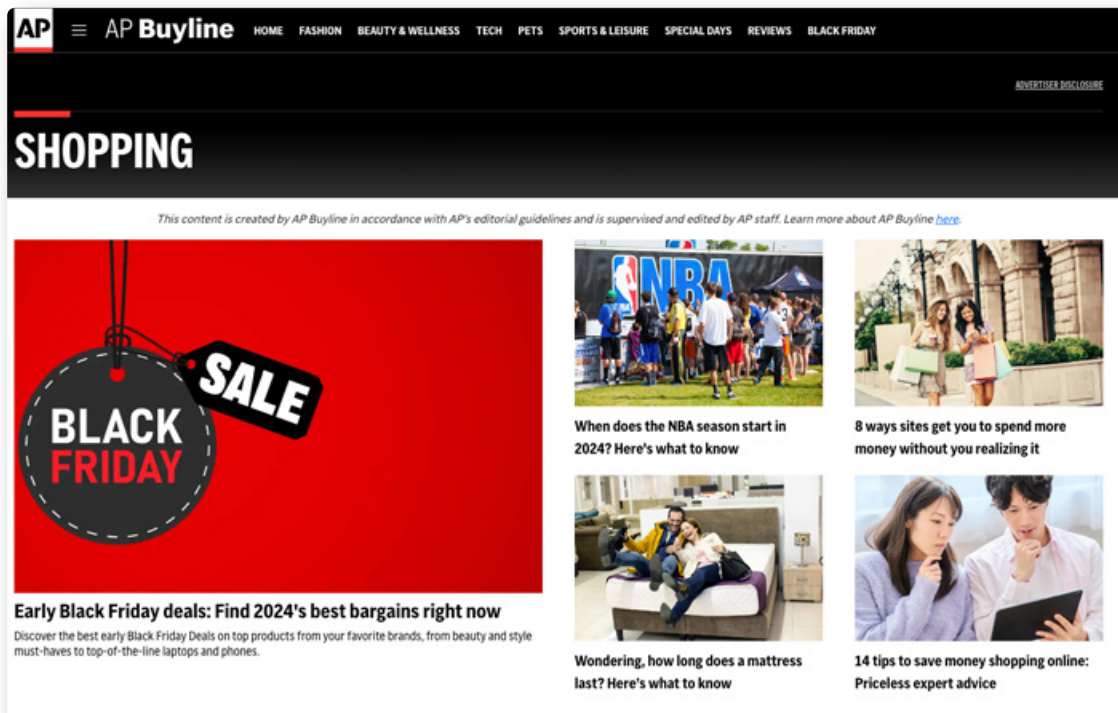 AP
AP Buyline
HOME FASHION BEAUTY & WELLNESS TECH PETS SPORTS & LEISURE SPECIAL DAYS REVIEWS BLACK FRIDAY
ADVERTISER DISCLOSURE
SHOPPING
This content is created by AP Buyline in accordance with AP's editorial guidelines and is supervised and edited by AP staff. Learn more about AP Buyline here.
BLACK
FRIDAY
SALE
Early Black Friday deals: Find 2024's best bargains right now
Discover the best early Black Friday Deals on top products from your favorite brands, from beauty and style
must-haves to top-of-the-line laptops and phones.
NBA
When does the NBA season start in
2024? Here's what to know
8 ways sites get you to spend more
money without you realizing it
Wondering, how long does a mattress
last? Here's what to know
14 tips to save money shopping online:
Priceless expert advice